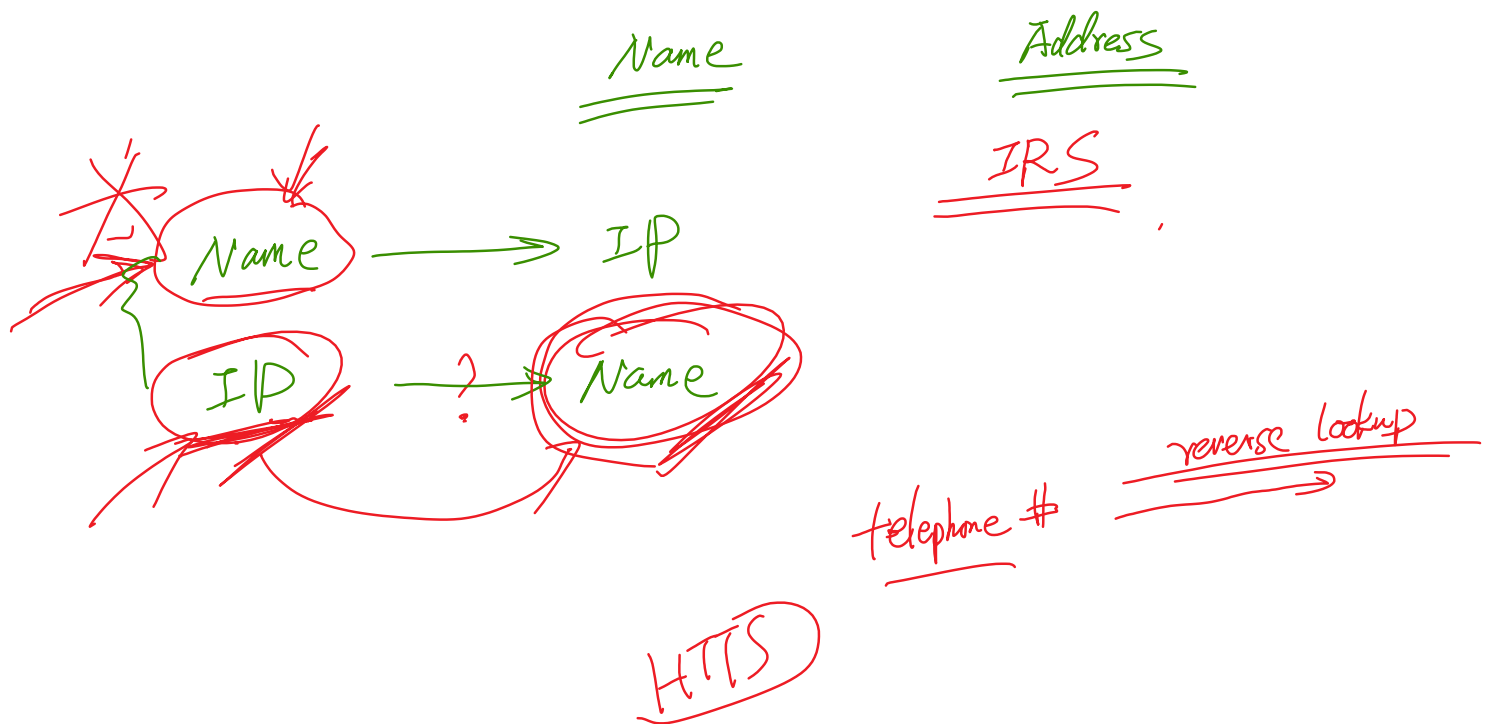 Name Address
IRS
Name → IP
IP → ? Name
reverse lookup
telephone #
HTTS